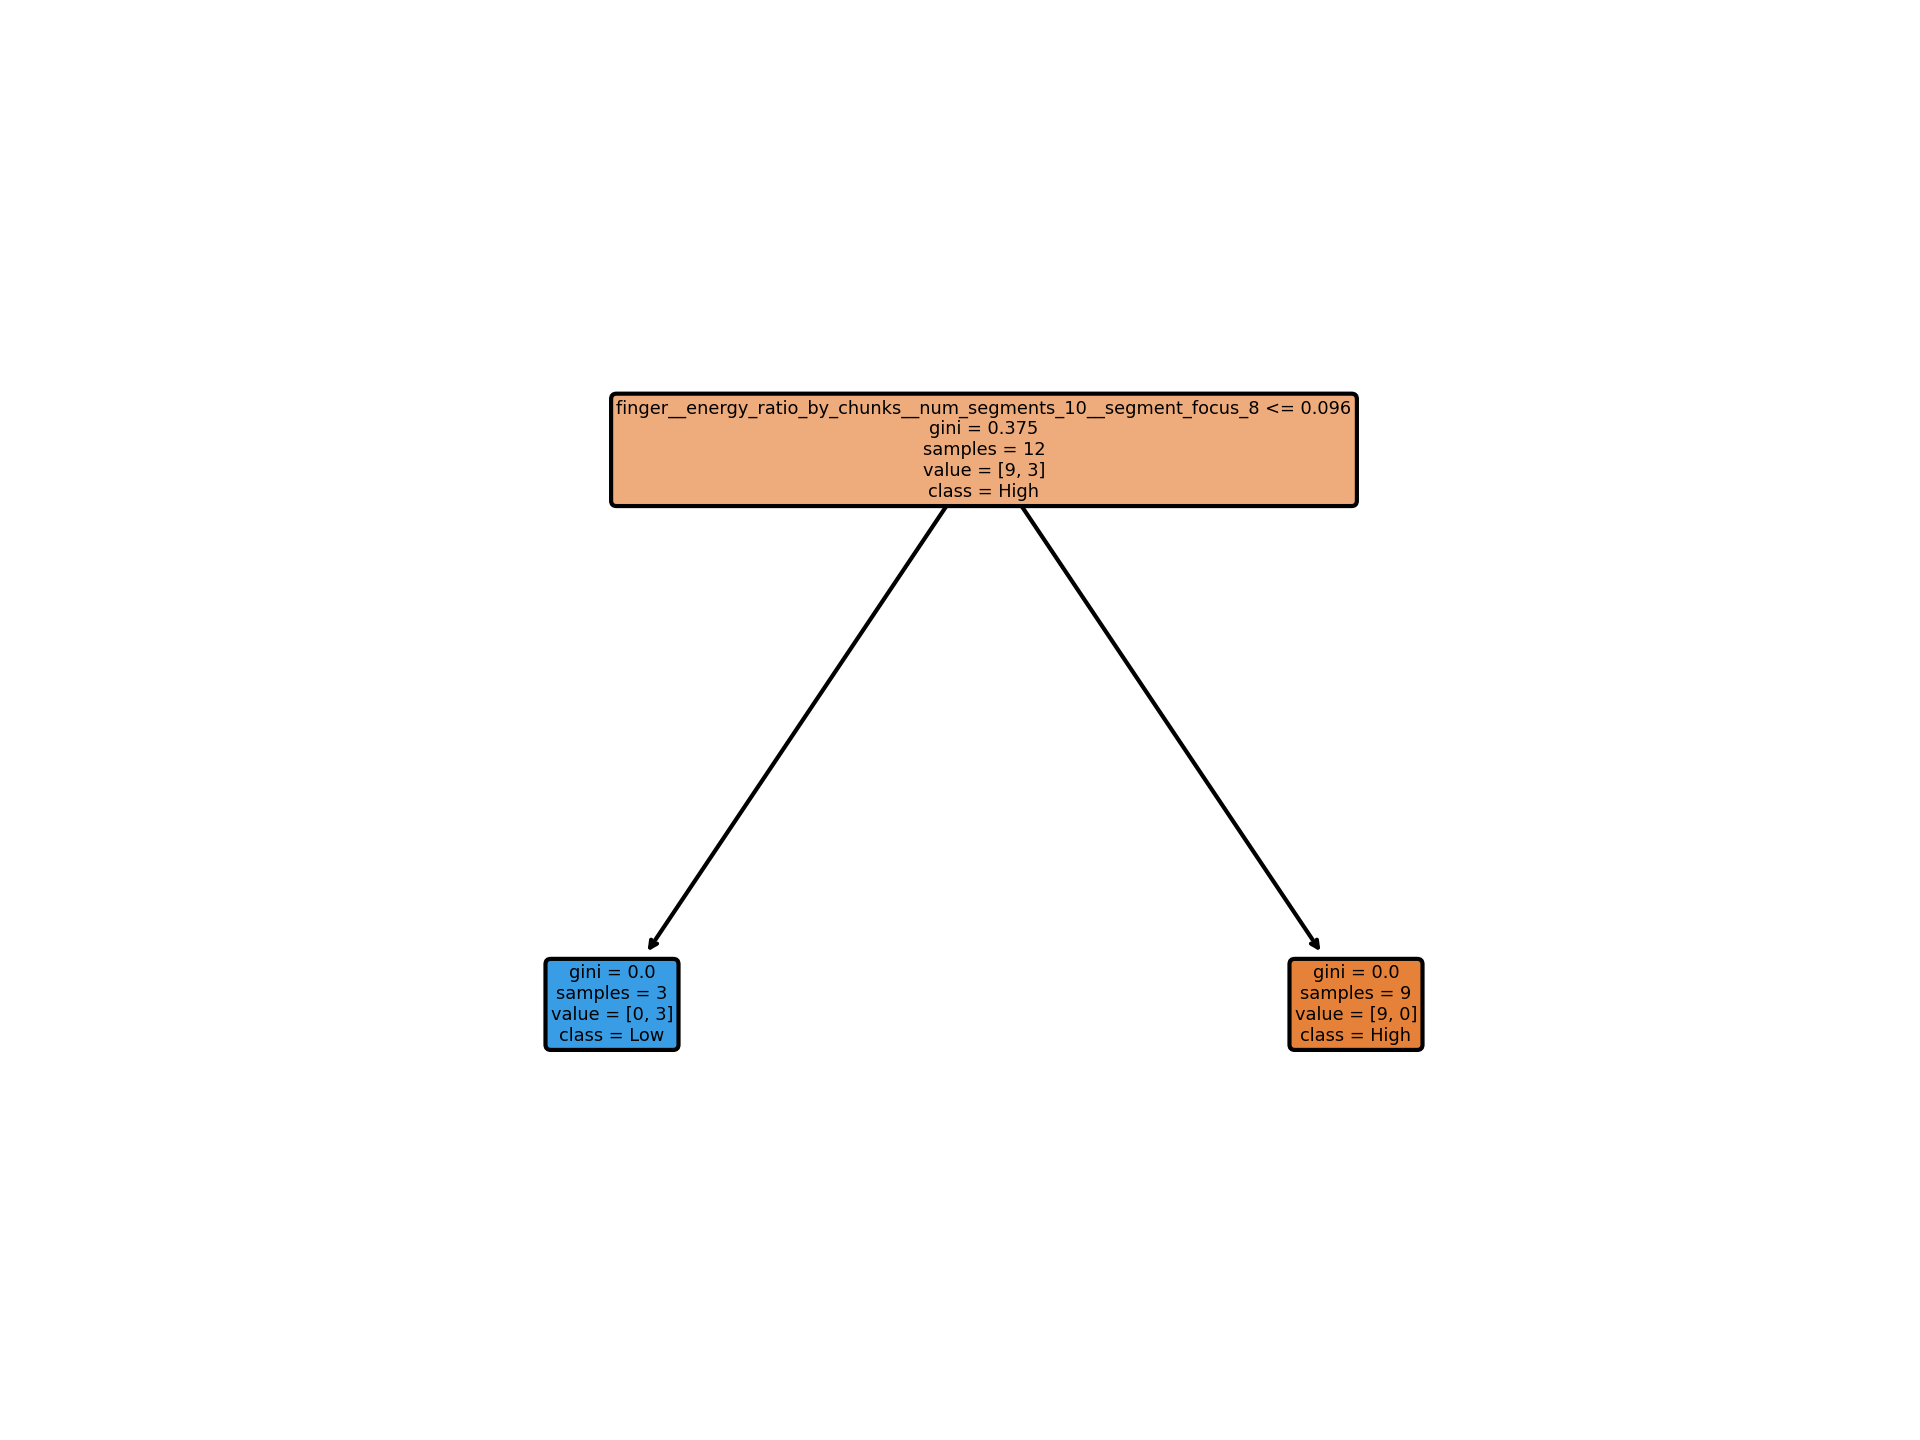 finger__energy_ratio_by_chunks__num_segments_10__segment_focus_8 <= 0.096
gini = 0.375
samples = 12
value = [9, 3]
class = High
gini = 0.0
samples = 3
value = [0, 3]
class = Low
gini = 0.0
samples = 9
value = [9, 0]
class = High